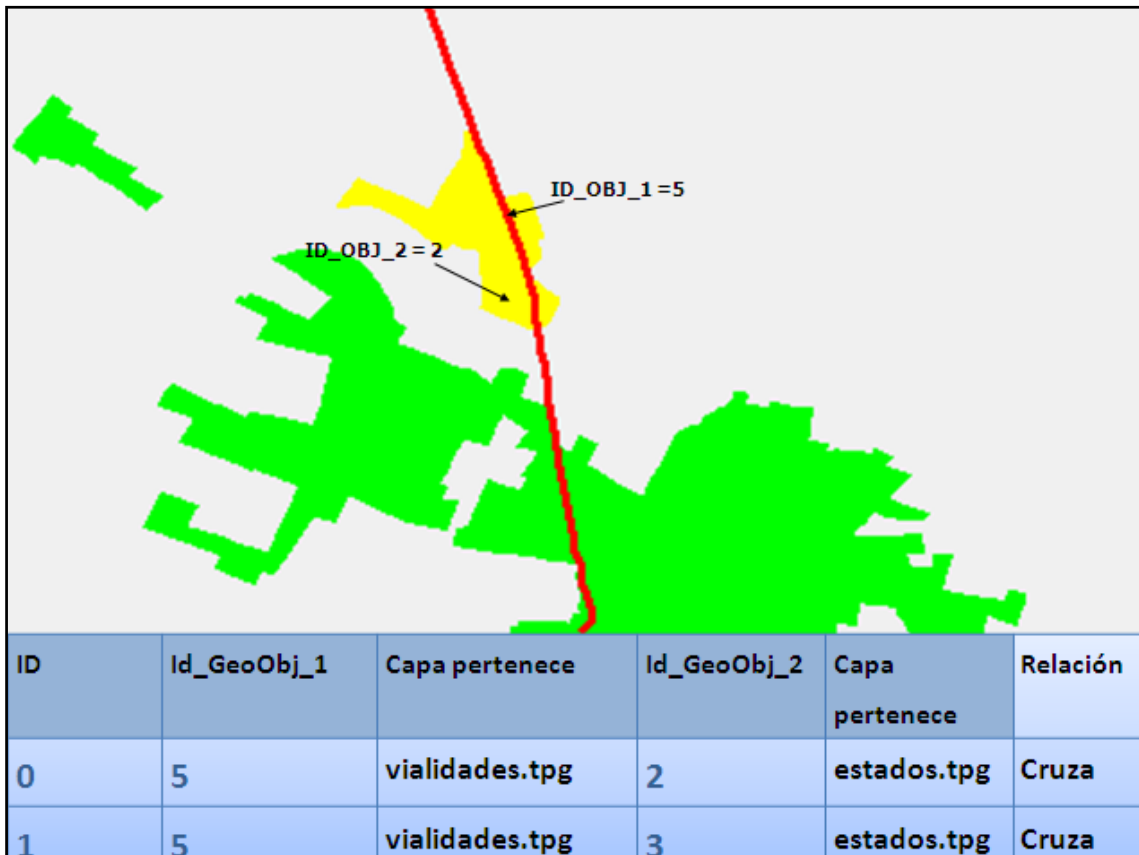 ID_OBJ_1 =5
ID_OBJ_2 = 2
ID Id_GeoObj_1 Capa pertenece Id_GeoObj_2 Capa pertenece Relación
0 5 vialidades.tpg 2 estados.tpg Cruza
1 5 vialidades.tpg 3 estados.tpg Cruza